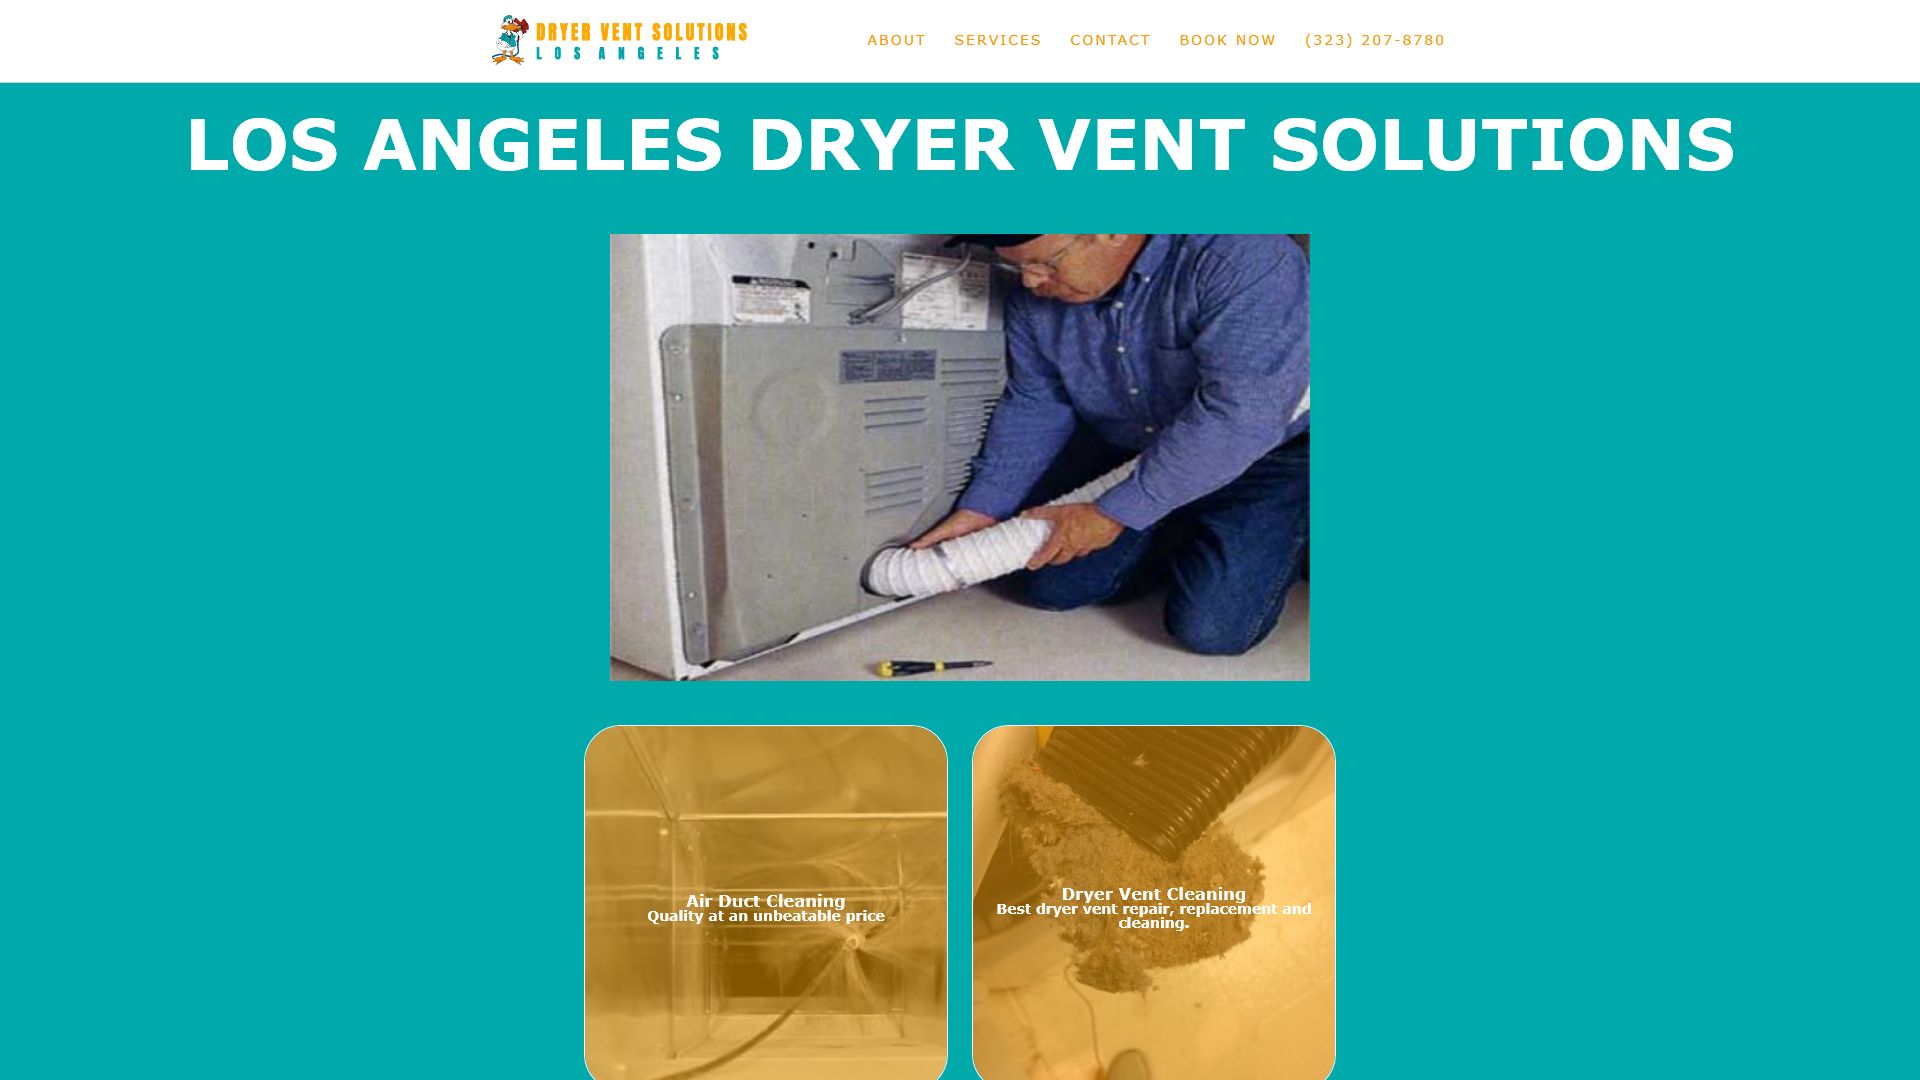 DRYER VENT SOLUTIONS
LOS ANGELES
ABOUT
SERVICES
CONTACT
BOOK NOW
(323) 207-8780
LOS ANGELES DRYER VENT SOLUTIONS
Air Duct Cleaning
Quality at an unbeatable price
Dryer Vent Cleaning
Best dryer vent repair, replacement and
cleaning.